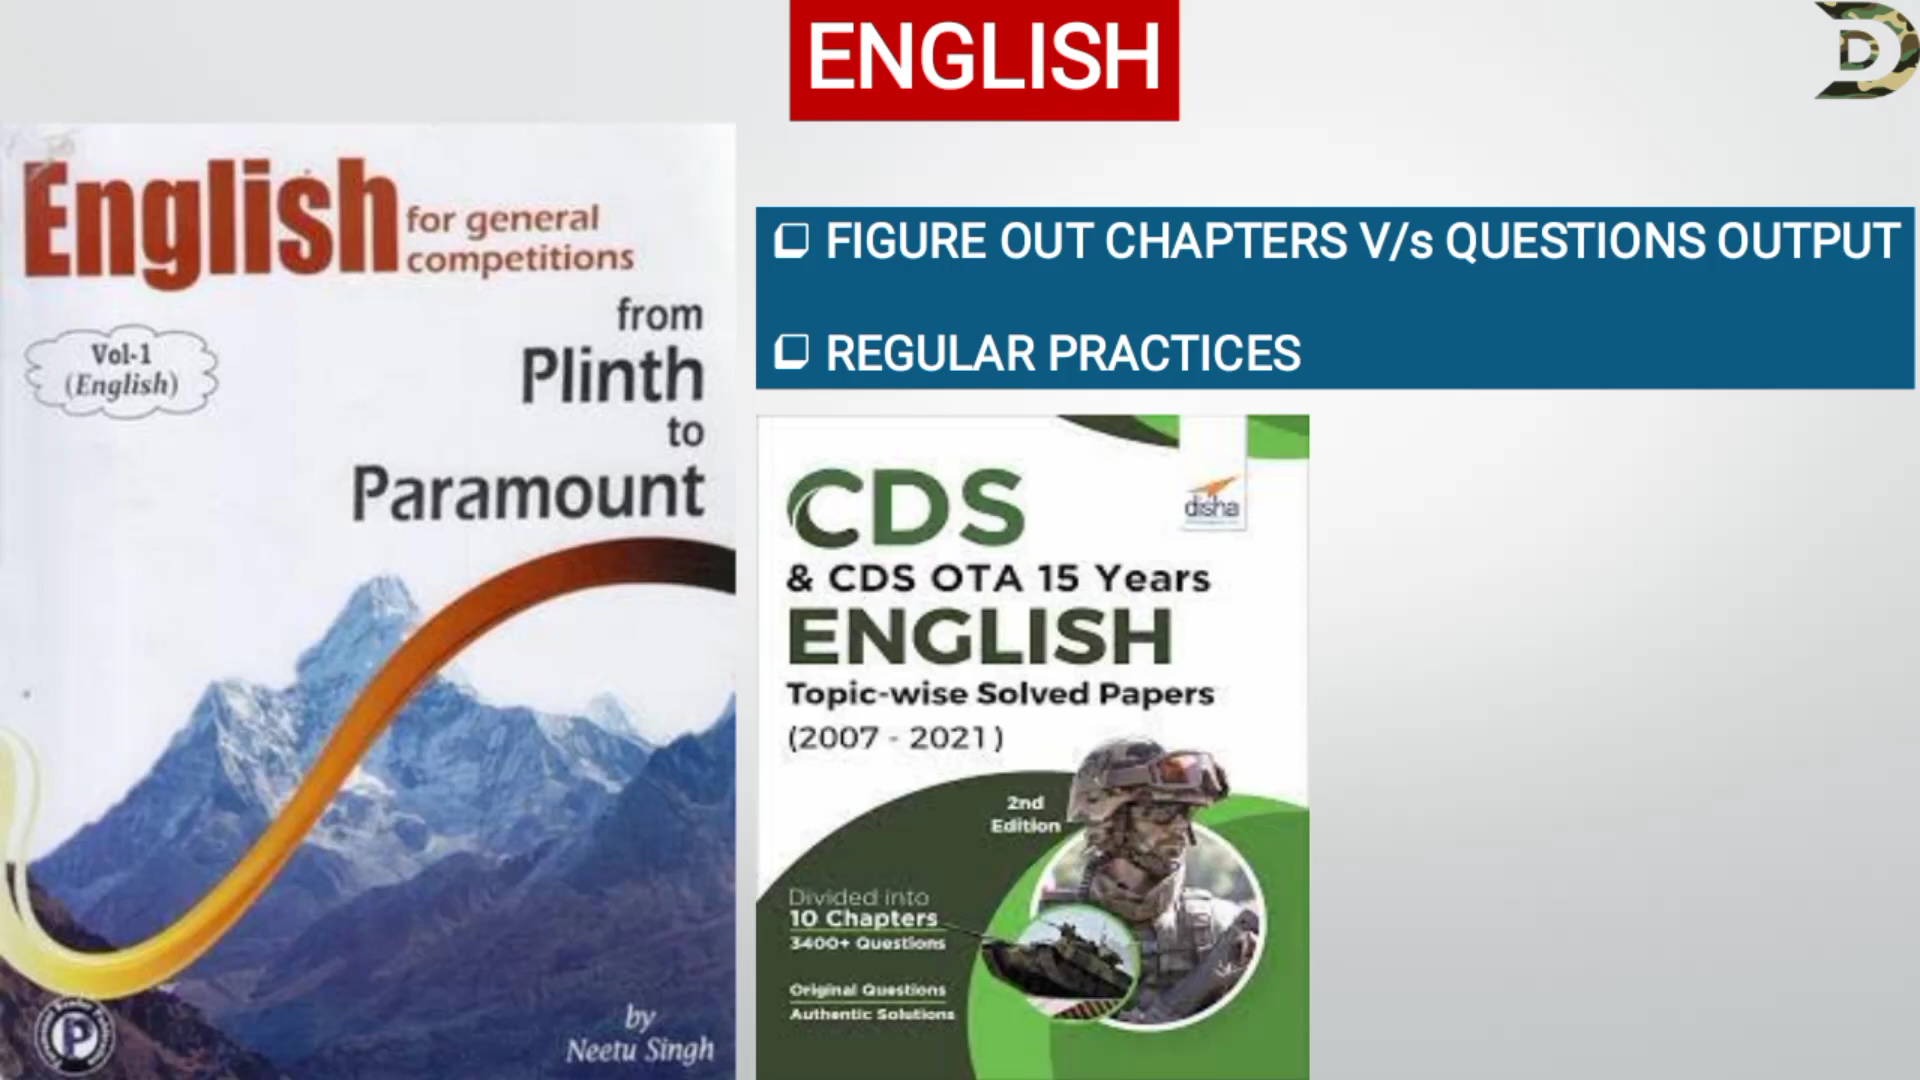 ENGLISH
D
English for general
competitions
from
Plinth
to
Paramount
Vol-1
(English)
by
Neetu Singh
P
❑ FIGURE OUT CHAPTERS V/s QUESTIONS OUTPUT
❑ REGULAR PRACTICES
CDS
disha
& CDS OTA 15 Years
ENGLISH
Topic-wise Solved Papers
(2007 - 2021)
2nd
Edition
Divided into
10 Chapters
3400+ Questions
Original Questions
Authentic Solutions